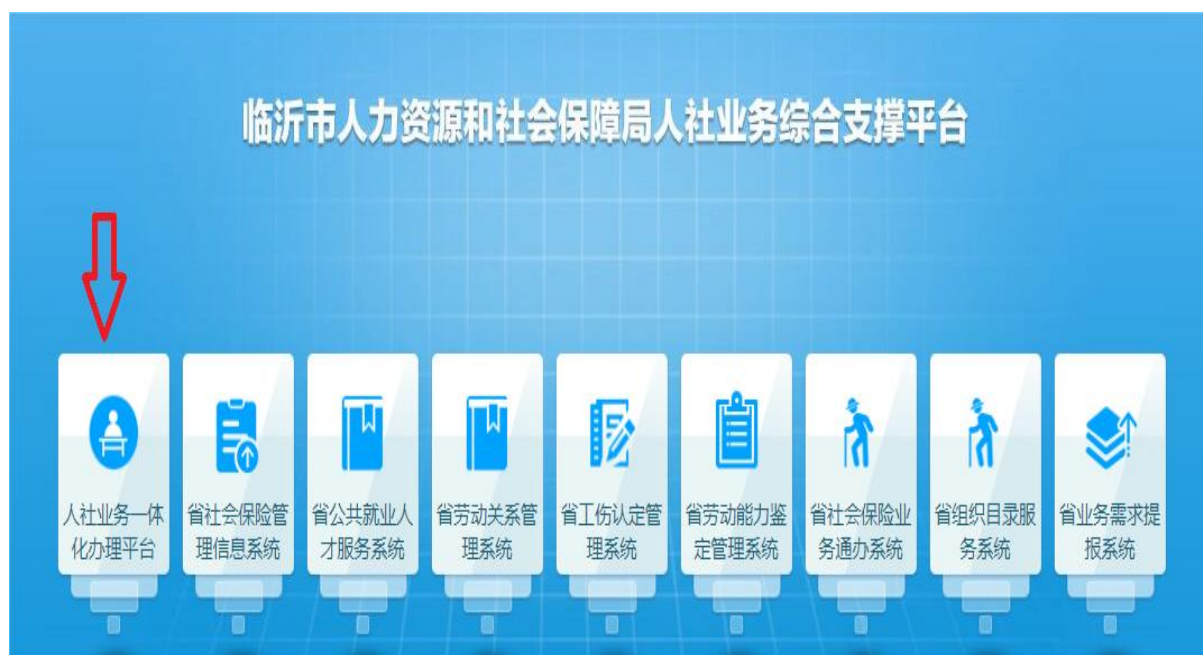 临沂市人力资源和社会保障局人社业务综合支撑平台
人社业务一体
化办理平台
省社会保险管
理信息系统
省公共就业人
才服务系统
省劳动关系管
理系统
省工伤认定管
理系统
省劳动能力鉴
定管理系统
省社会保险业
务通办系统
省组织目录服
务系统
省业务需求提
报系统